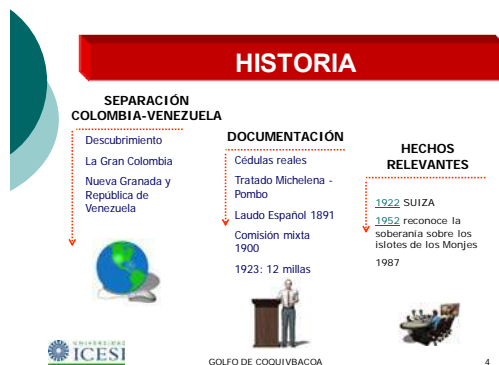 HISTORIA
SEPARACIÓN
COLOMBIA-VENEZUELA
Descubrimiento
La Gran Colombia
Nueva Granada y
República de
Venezuela
DOCUMENTACIÓN
Cédulas reales
Tratado Michelena -
Pombo
Laudo Español 1891
Comisión mixta
1900
1923: 12 millas
HECHOS
RELEVANTES
1922 SUIZA
1952 reconoce la
soberanía sobre los
islotes de los Monjes
1987
UNIVERSIDAD
ICESI
GOLFO DE COQUIVBACOA
4